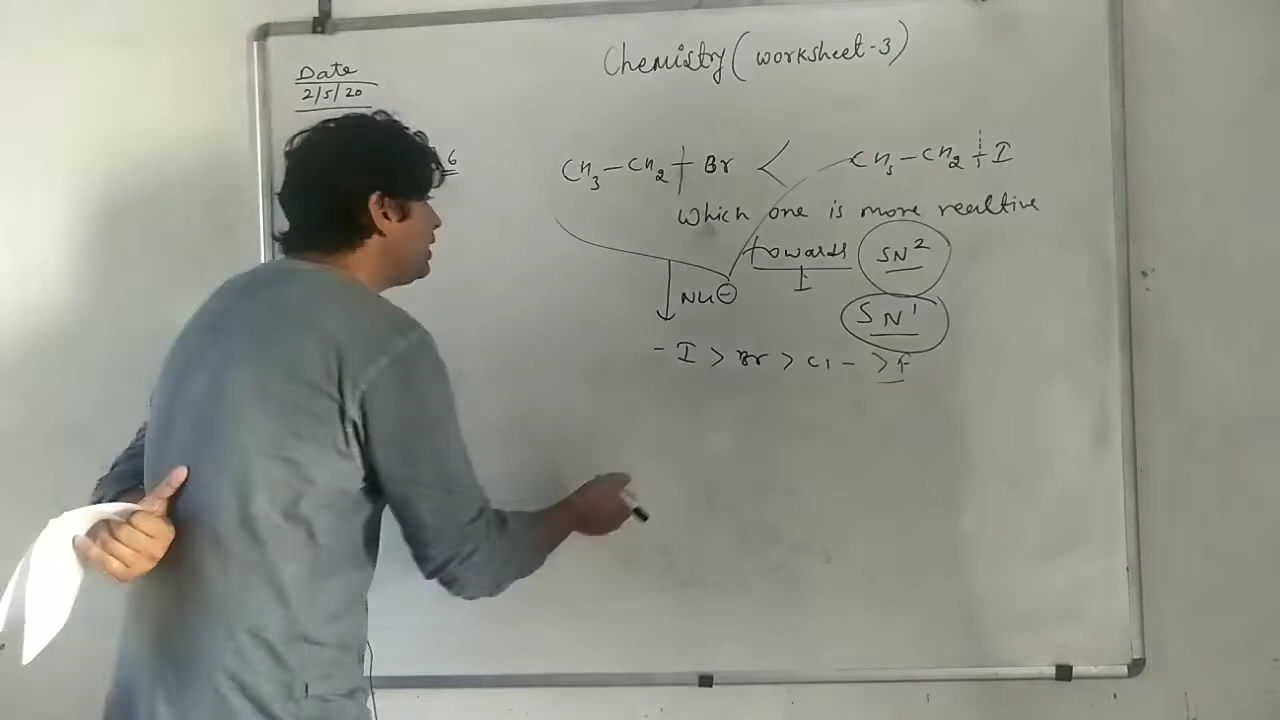 Chemistry (worksheet-3)
Date
2/5/20
6
CH3-CH2+Br < CH3-CH2+I
Which one is more reactive
towards SN2
I
Nu⊖
SN1
- I > Br > Cl - > F